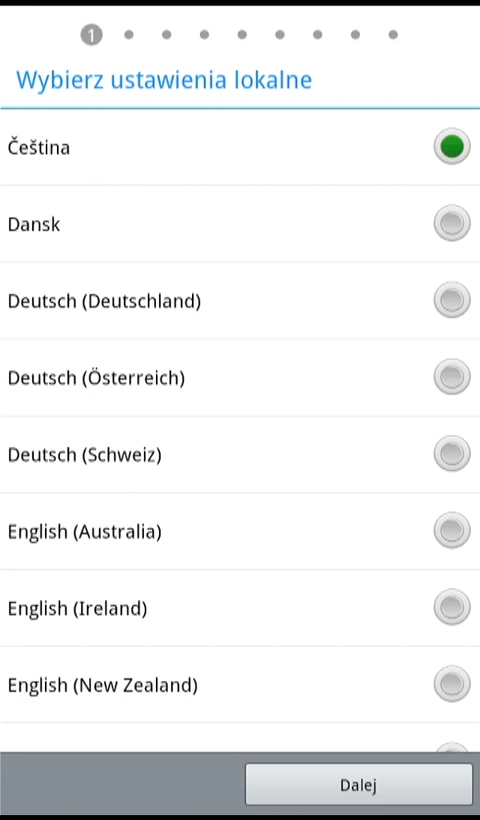 1
Wybierz ustawienia lokalne
Čeština
Dansk
Deutsch (Deutschland)
Deutsch (Österreich)
Deutsch (Schweiz)
English (Australia)
English (Ireland)
English (New Zealand)
Dalej